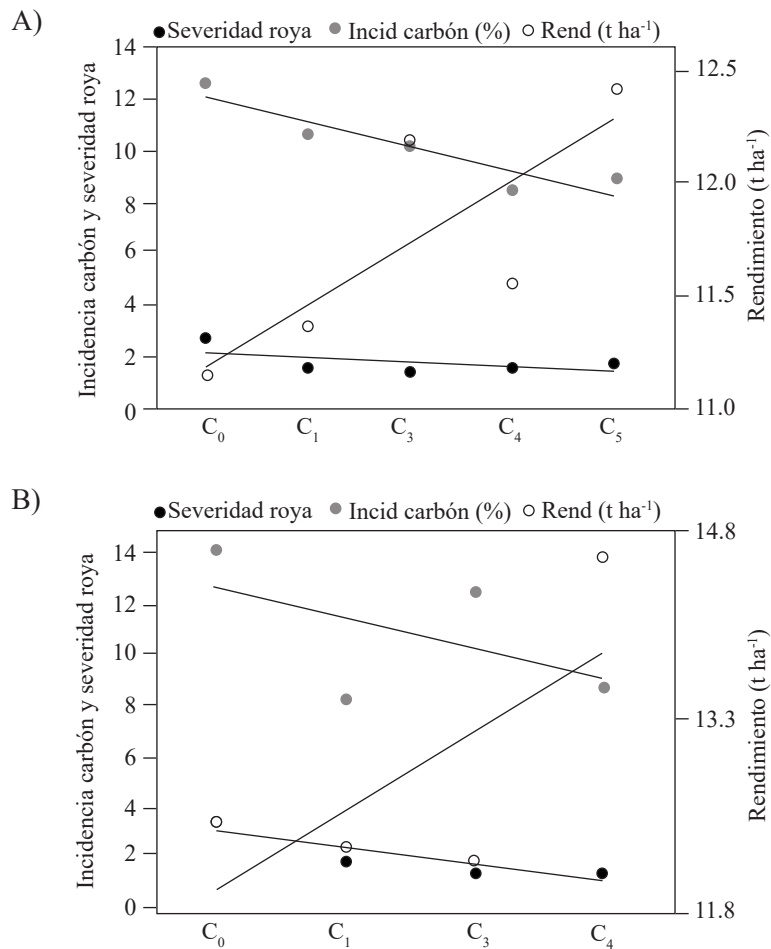 A)
Severidad roya Incid carbón (%) Rend (t ha⁻¹)
Incidencia carbón y severidad roya
14
12
10
8
6
4
2
0
C₀ C₁ C₃ C₄ C₅
12.5
12.0
11.5
11.0
Rendimiento (t ha⁻¹)
B)
Severidad roya Incid carbón (%) Rend (t ha⁻¹)
Incidencia carbón y severidad roya
14
12
10
8
6
4
2
0
C₀ C₁ C₃ C₄
14.8
13.3
11.8
Rendimiento (t ha⁻¹)